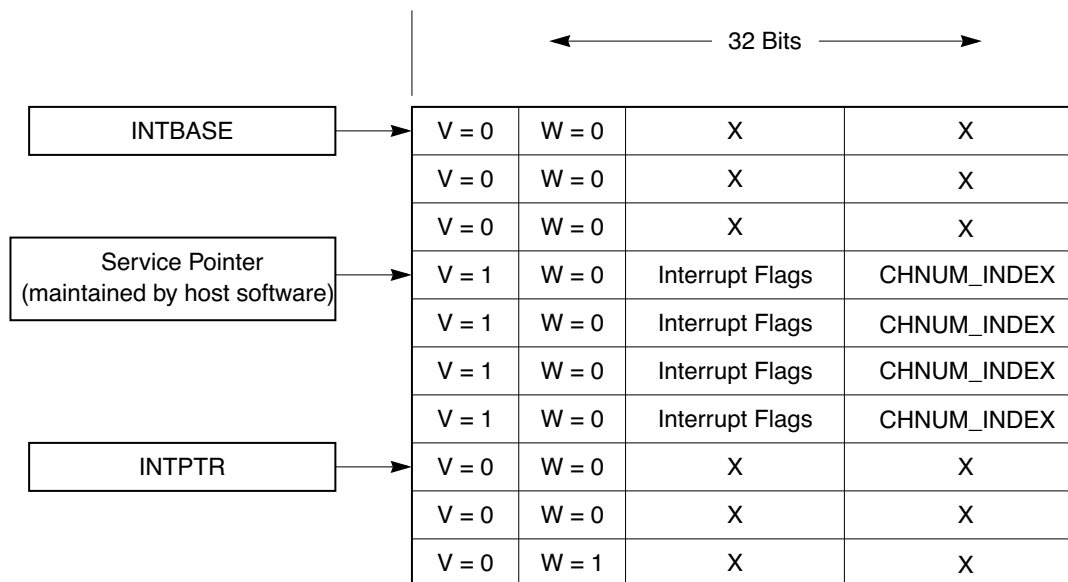 32 Bits
INTBASE V = 0 W = 0 X X
V = 0 W = 0 X X
V = 0 W = 0 X X
Service Pointer
(maintained by host software) V = 1 W = 0 Interrupt Flags CHNUM_INDEX
V = 1 W = 0 Interrupt Flags CHNUM_INDEX
V = 1 W = 0 Interrupt Flags CHNUM_INDEX
V = 1 W = 0 Interrupt Flags CHNUM_INDEX
INTPTR V = 0 W = 0 X X
V = 0 W = 0 X X
V = 0 W = 1 X X